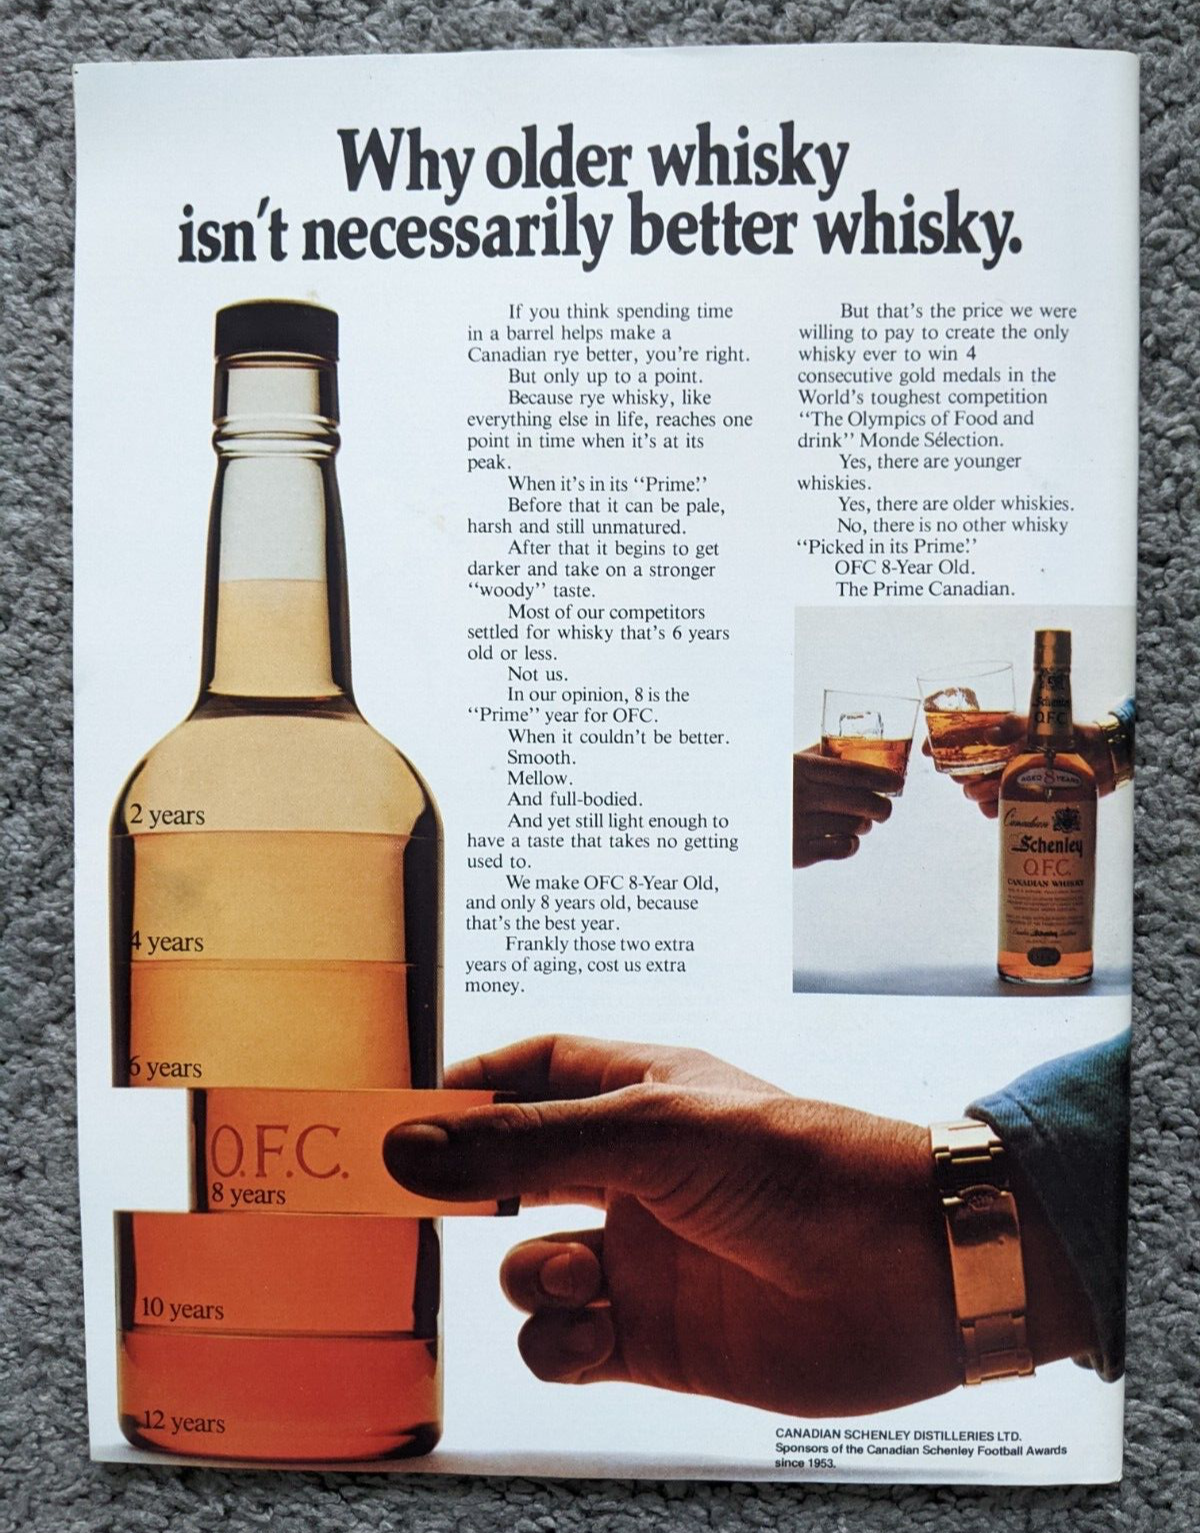 Why older whisky
isn't necessarily better whisky.
If you think spending time
in a barrel helps make a
Canadian rye better, you're right.
But only up to a point.
Because rye whisky, like
everything else in life, reaches one
point in time when it's at its
peak.
When it's in its “Prime.”
Before that it can be pale,
harsh and still unmatured.
After that it begins to get
darker and take on a stronger
“woody” taste.
Most of our competitors
settled for whisky that's 6 years
old or less.
Not us.
In our opinion, 8 is the
“Prime” year for OFC.
When it couldn't be better.
Smooth.
Mellow.
And full-bodied.
And yet still light enough to
have a taste that takes no getting
used to.
We make OFC 8-Year Old,
and only 8 years old, because
that's the best year.
Frankly those two extra
years of aging, cost us extra
money.
But that's the price we were
willing to pay to create the only
whisky ever to win 4
consecutive gold medals in the
World's toughest competition
“The Olympics of Food and
drink” Monde Sélection.
Yes, there are younger
whiskies.
Yes, there are older whiskies.
No, there is no other whisky
“Picked in its Prime.”
OFC 8-Year Old.
The Prime Canadian.
2 years
4 years
6 years
O.F.C.
8 years
10 years
12 years
Schenley
O.F.C.
AGED 8 YEARS
Canadian
Schenley
O.F.C.
CANADIAN WHISKY
CANADIAN SCHENLEY DISTILLERIES LTD.
Sponsors of the Canadian Schenley Football Awards
since 1953.